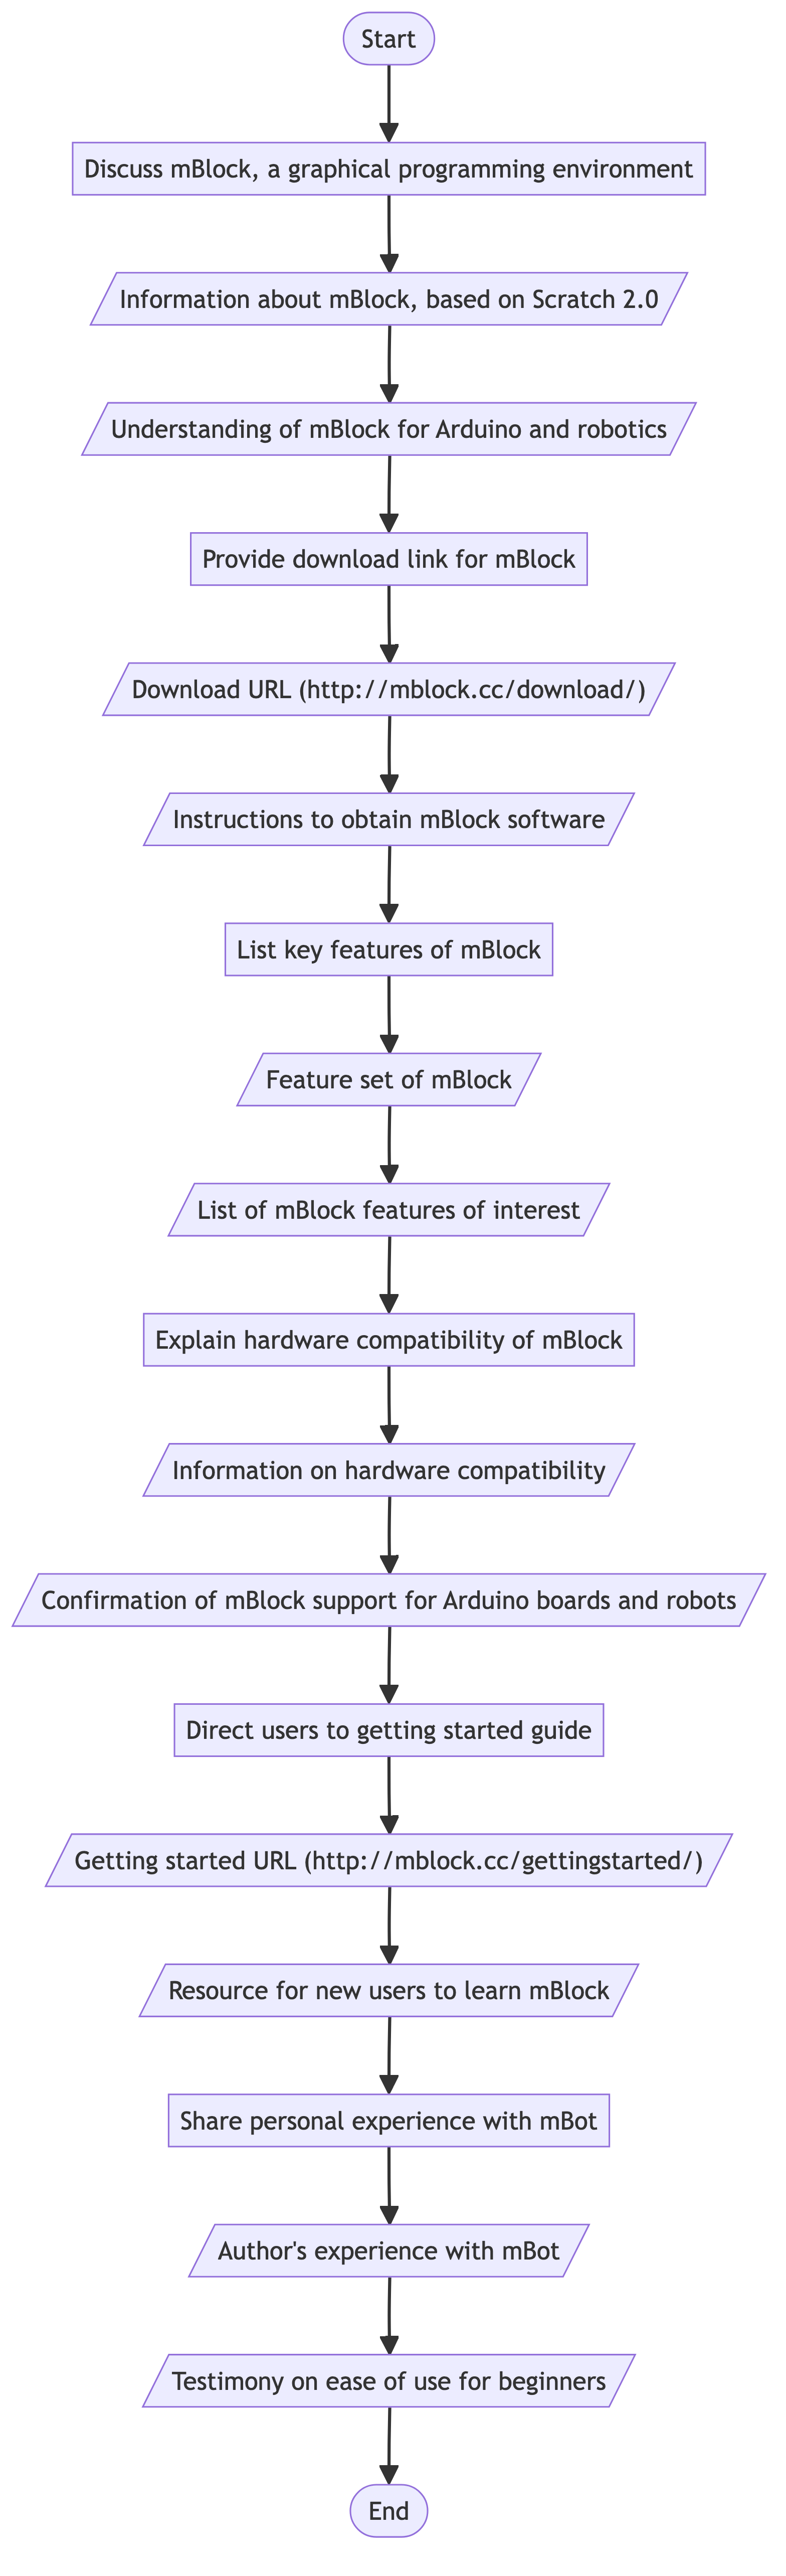 Start
Discuss mBlock, a graphical programming environment
Information about mBlock, based on Scratch 2.0
Understanding of mBlock for Arduino and robotics
Provide download link for mBlock
Download URL (http://mblock.cc/download/)
Instructions to obtain mBlock software
List key features of mBlock
Feature set of mBlock
List of mBlock features of interest
Explain hardware compatibility of mBlock
Information on hardware compatibility
Confirmation of mBlock support for Arduino boards and robots
Direct users to getting started guide
Getting started URL (http://mblock.cc/gettingstarted/)
Resource for new users to learn mBlock
Share personal experience with mBot
Author's experience with mBot
Testimony on ease of use for beginners
End